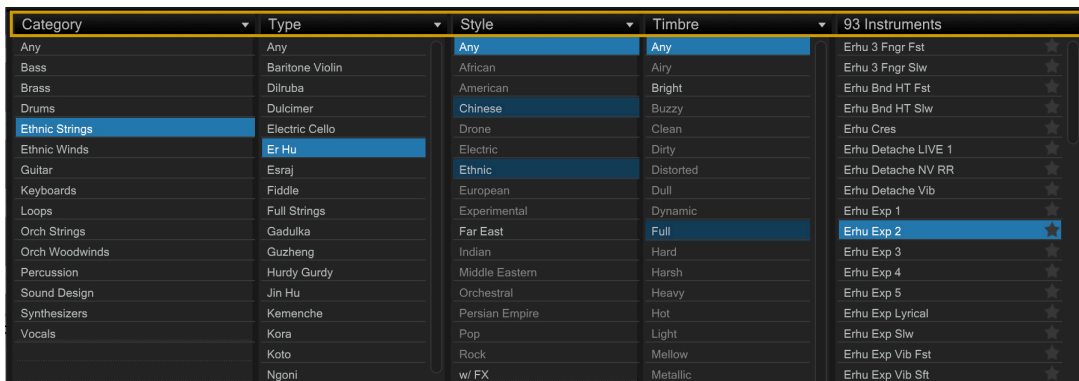 Category Type Style Timbre 93 Instruments
Any Any Any Any Erhu 3 Fngr Fst
Bass Baritone Violin African Airy Erhu 3 Fngr Slw
Brass Dilruba American Bright Erhu Bnd HT Fst
Drums Dulcimer Chinese Buzzy Erhu Bnd HT Slw
Ethnic Strings Electric Cello Drone Clean Erhu Cres
Ethnic Winds Er Hu Electric Dirty Erhu Detache LIVE 1
Guitar Esraj Ethnic Distorted Erhu Detache NV RR
Keyboards Fiddle European Dull Erhu Detache Vib
Loops Full Strings Experimental Dynamic Erhu Exp 1
Orch Strings Gadulka Far East Full Erhu Exp 2
Orch Woodwinds Guzheng Indian Hard Erhu Exp 3
Percussion Hurdy Gurdy Middle Eastern Harsh Erhu Exp 4
Sound Design Jin Hu Orchestral Heavy Erhu Exp 5
Synthesizers Kemenche Persian Empire Hot Erhu Exp Lyrical
Vocals Kora Pop Light Erhu Exp Slw
Koto Rock Mellow Erhu Exp Vib Fst
Ngoni w/ FX Metallic Erhu Exp Vib Sft